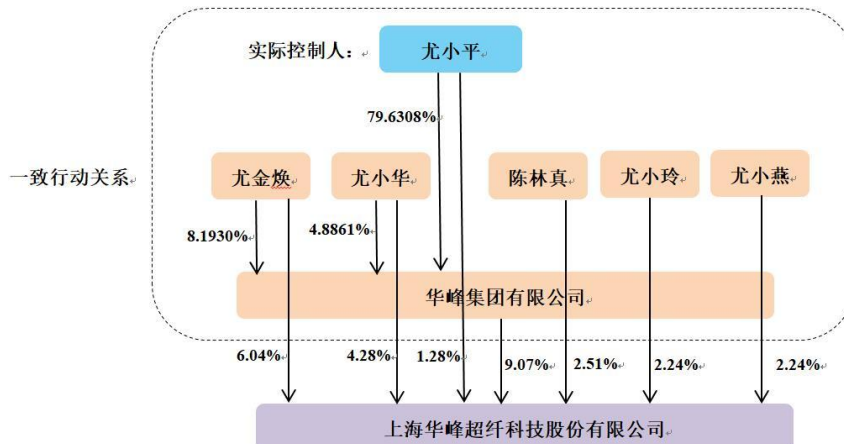 实际控制人：
尤小平
79.6308%
一致行动关系
尤金焕
尤小华
陈林真
尤小玲
尤小燕
8.1930%
4.8861%
华峰集团有限公司
6.04%
4.28%
1.28%
9.07%
2.51%
2.24%
2.24%
上海华峰超纤科技股份有限公司